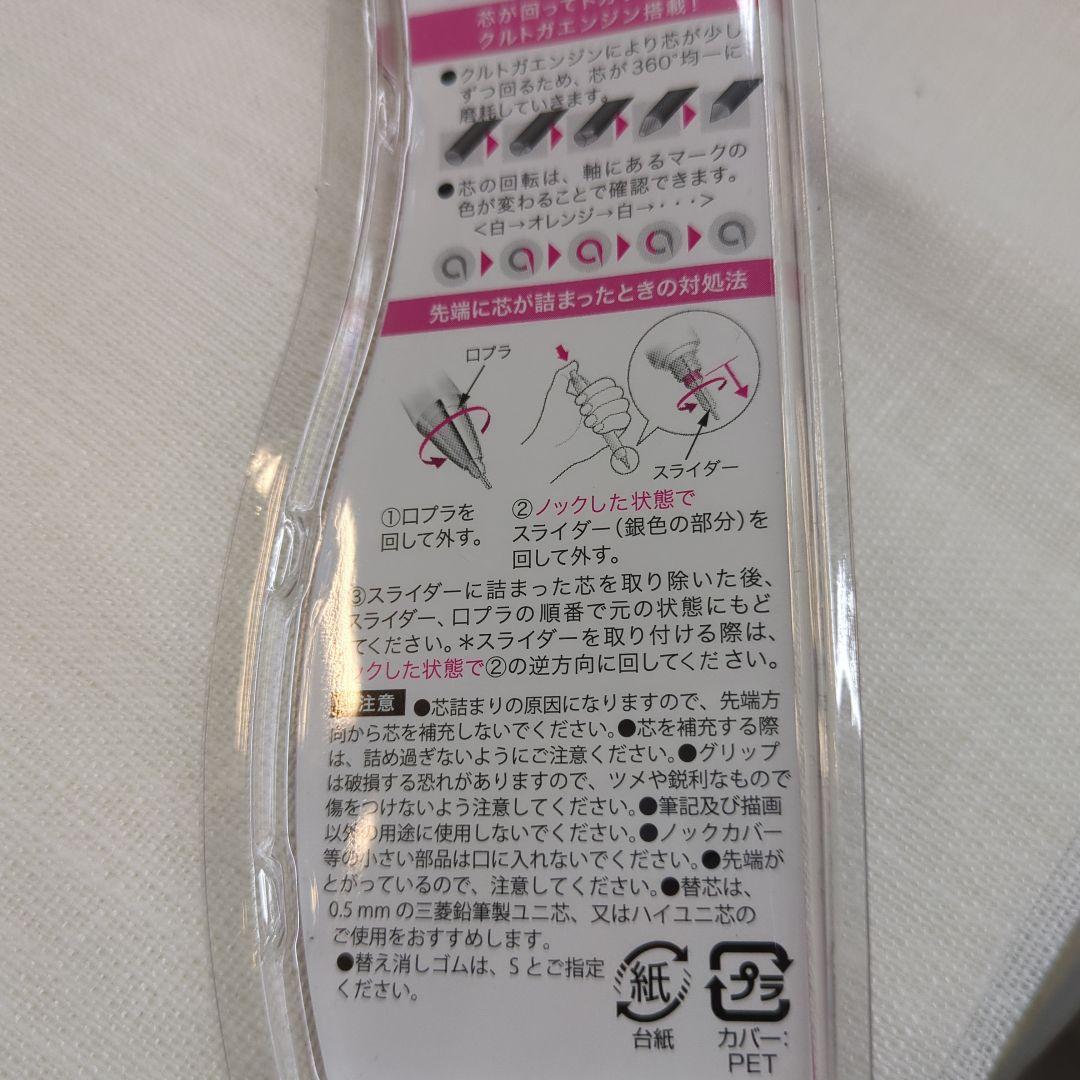 芯が回ってトガ
クルトガエンジン搭載!
●クルトガエンジンにより芯が少し
ずつ回るため、芯が360°均一に
磨耗していきます。
●芯の回転は、軸にあるマークの
色が変わることで確認できます。
<白→オレンジ→白→・・・>
先端に芯が詰まったときの対処法
口プラ
スライダー
①口プラを
回して外す。
②ノックした状態で
スライダー(銀色の部分)を
回して外す。
③スライダーに詰まった芯を取り除いた後、
スライダー、口プラの順番で元の状態にもど
てください。*スライダーを取り付ける際は、
ックした状態で②の逆方向に回してください。
注意 ●芯詰まりの原因になりますので、先端方
向から芯を補充しないでください。●芯を補充する際
は、詰め過ぎないようにご注意ください。●グリップ
は破損する恐れがありますので、ツメや鋭利なもので
傷をつけないよう注意してください。●筆記及び描画
以外の用途に使用しないでください。●ノックカバー
等の小さい部品は口に入れないでください。●先端が
とがっているので、注意してください。●替芯は、
0.5mmの三菱鉛筆製ユニ芯、又はハイユニ芯の
ご使用をおすすめします。
●替え消しゴムは、Sとご指定
ください。
紙
台紙
プラ
カバー:
PET